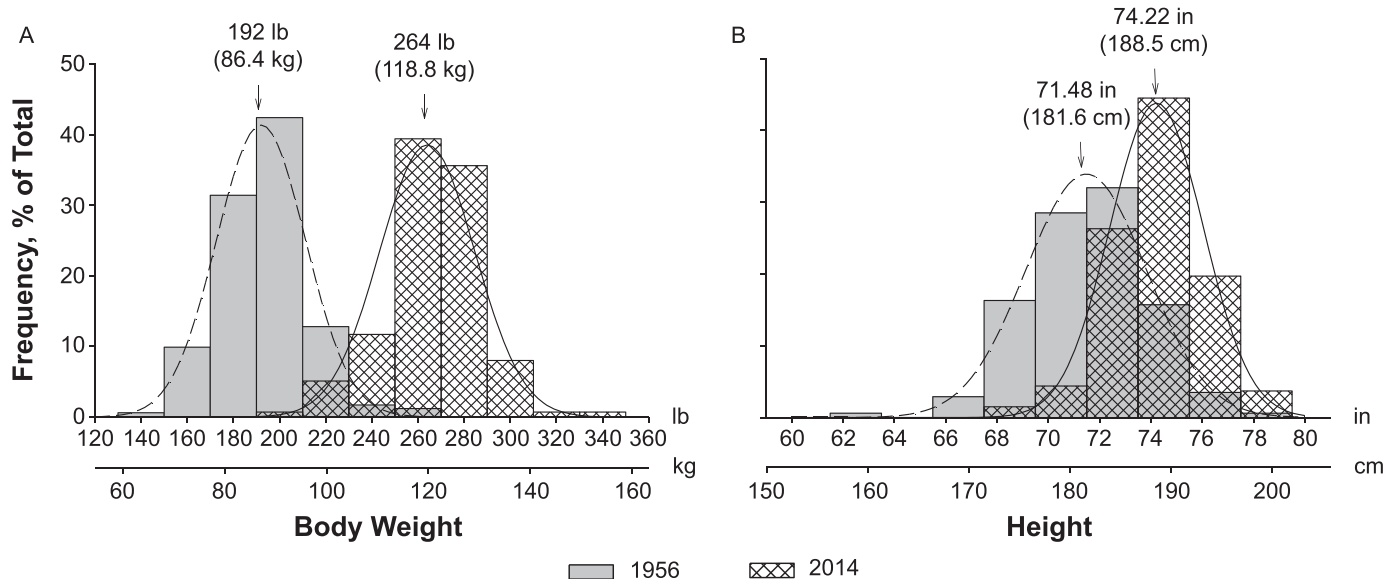 A
192 lb
(86.4 kg)
264 lb
(118.8 kg)
Frequency, % of Total
50
40
30
20
10
0
120 140 160 180 200 220 240 260 280 300 320 340 360 lb
60 80 100 120 140 160 kg
Body Weight
B
74.22 in
(188.5 cm)
71.48 in
(181.6 cm)
60 62 64 66 68 70 72 74 76 78 80 in
150 160 170 180 190 200 cm
Height
1956 2014